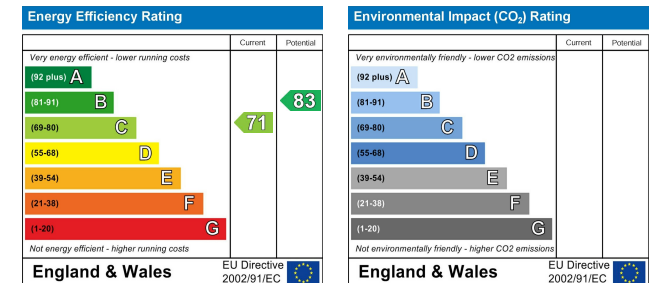 Energy Efficiency Rating
Current Potential
Very energy efficient - lower running costs
(92 plus) A
(81-91) B
83
(69-80) C
71
(55-68) D
(39-54) E
(21-38) F
(1-20) G
Not energy efficient - higher running costs
England & Wales
EU Directive
2002/91/EC
Environmental Impact (CO₂) Rating
Current Potential
Very environmentally friendly - lower CO2 emissions
(92 plus) A
(81-91) B
(69-80) C
(55-68) D
(39-54) E
(21-38) F
(1-20) G
Not environmentally friendly - higher CO2 emissions
England & Wales
EU Directive
2002/91/EC